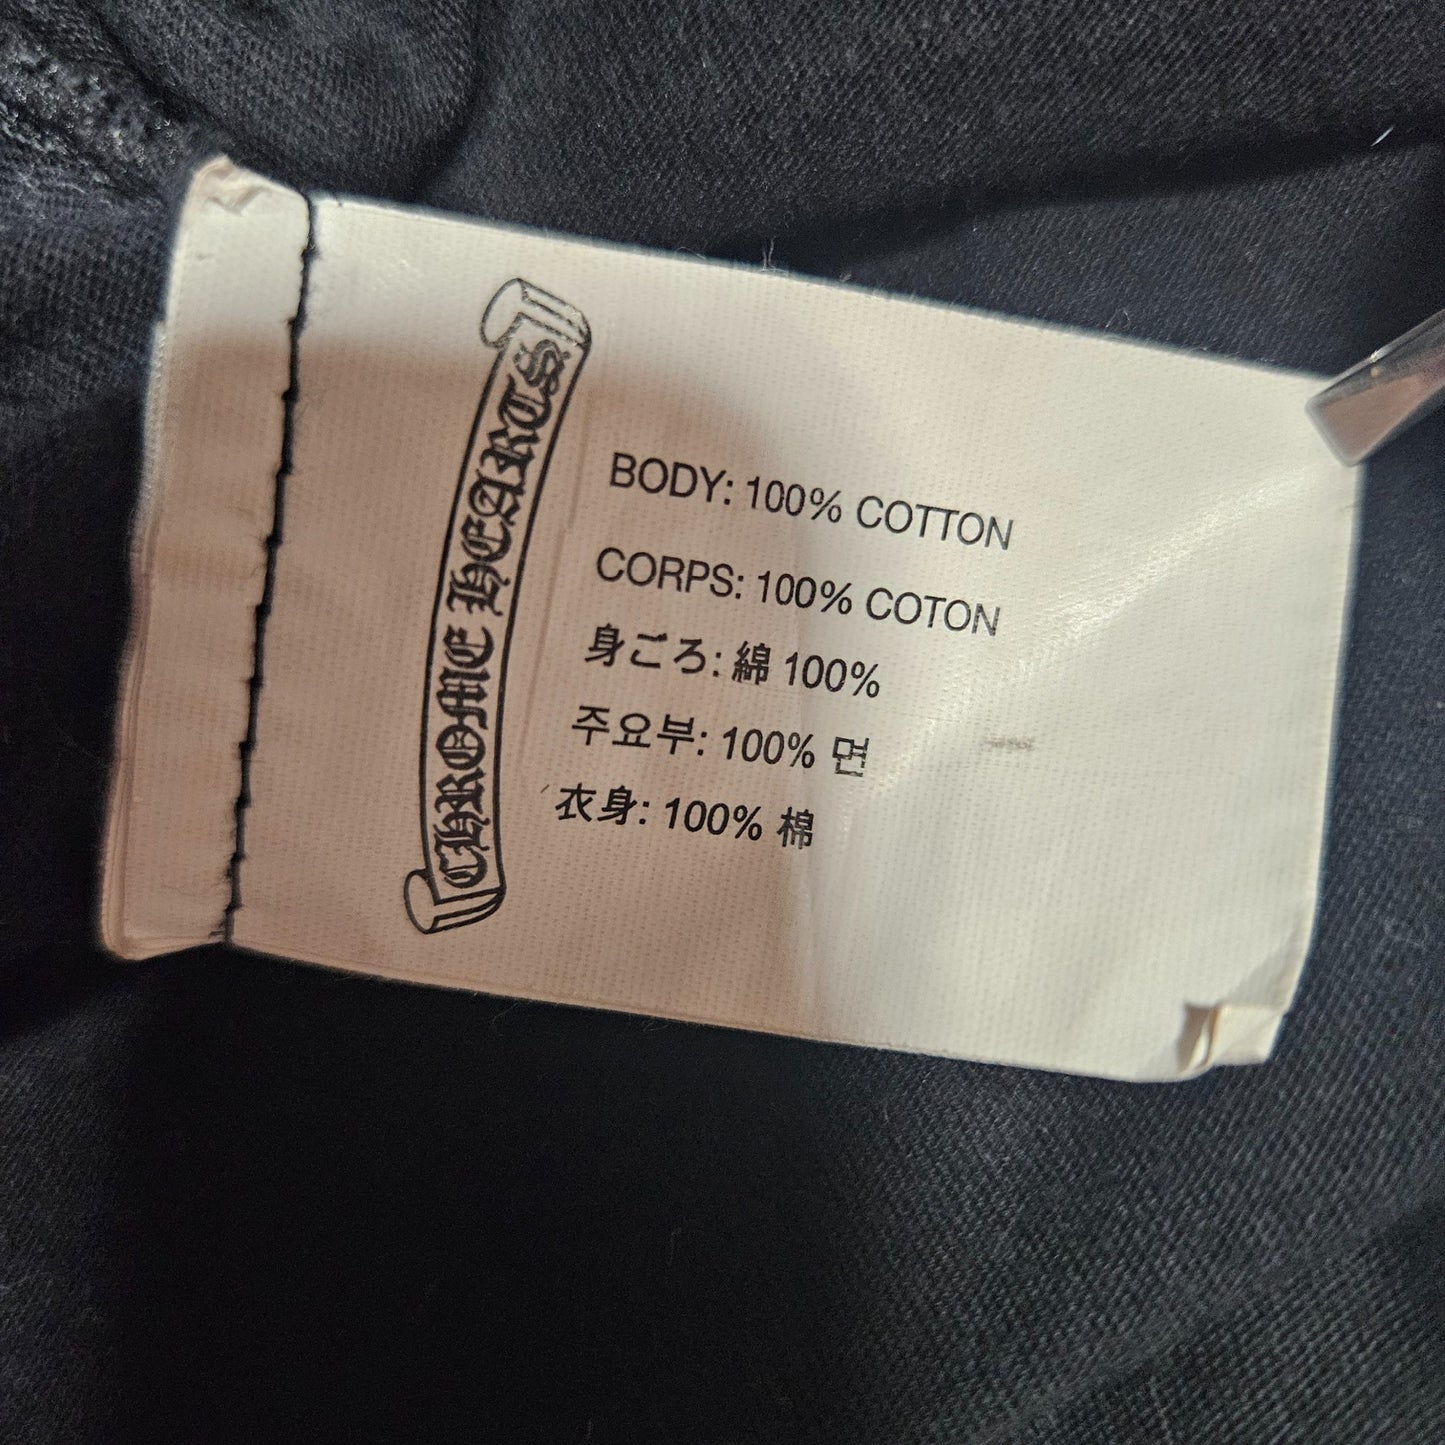 CHROME HEARTS
BODY: 100% COTTON
CORPS: 100% COTON
身ごろ: 綿 100%
주요부: 100% 면
衣身: 100% 棉